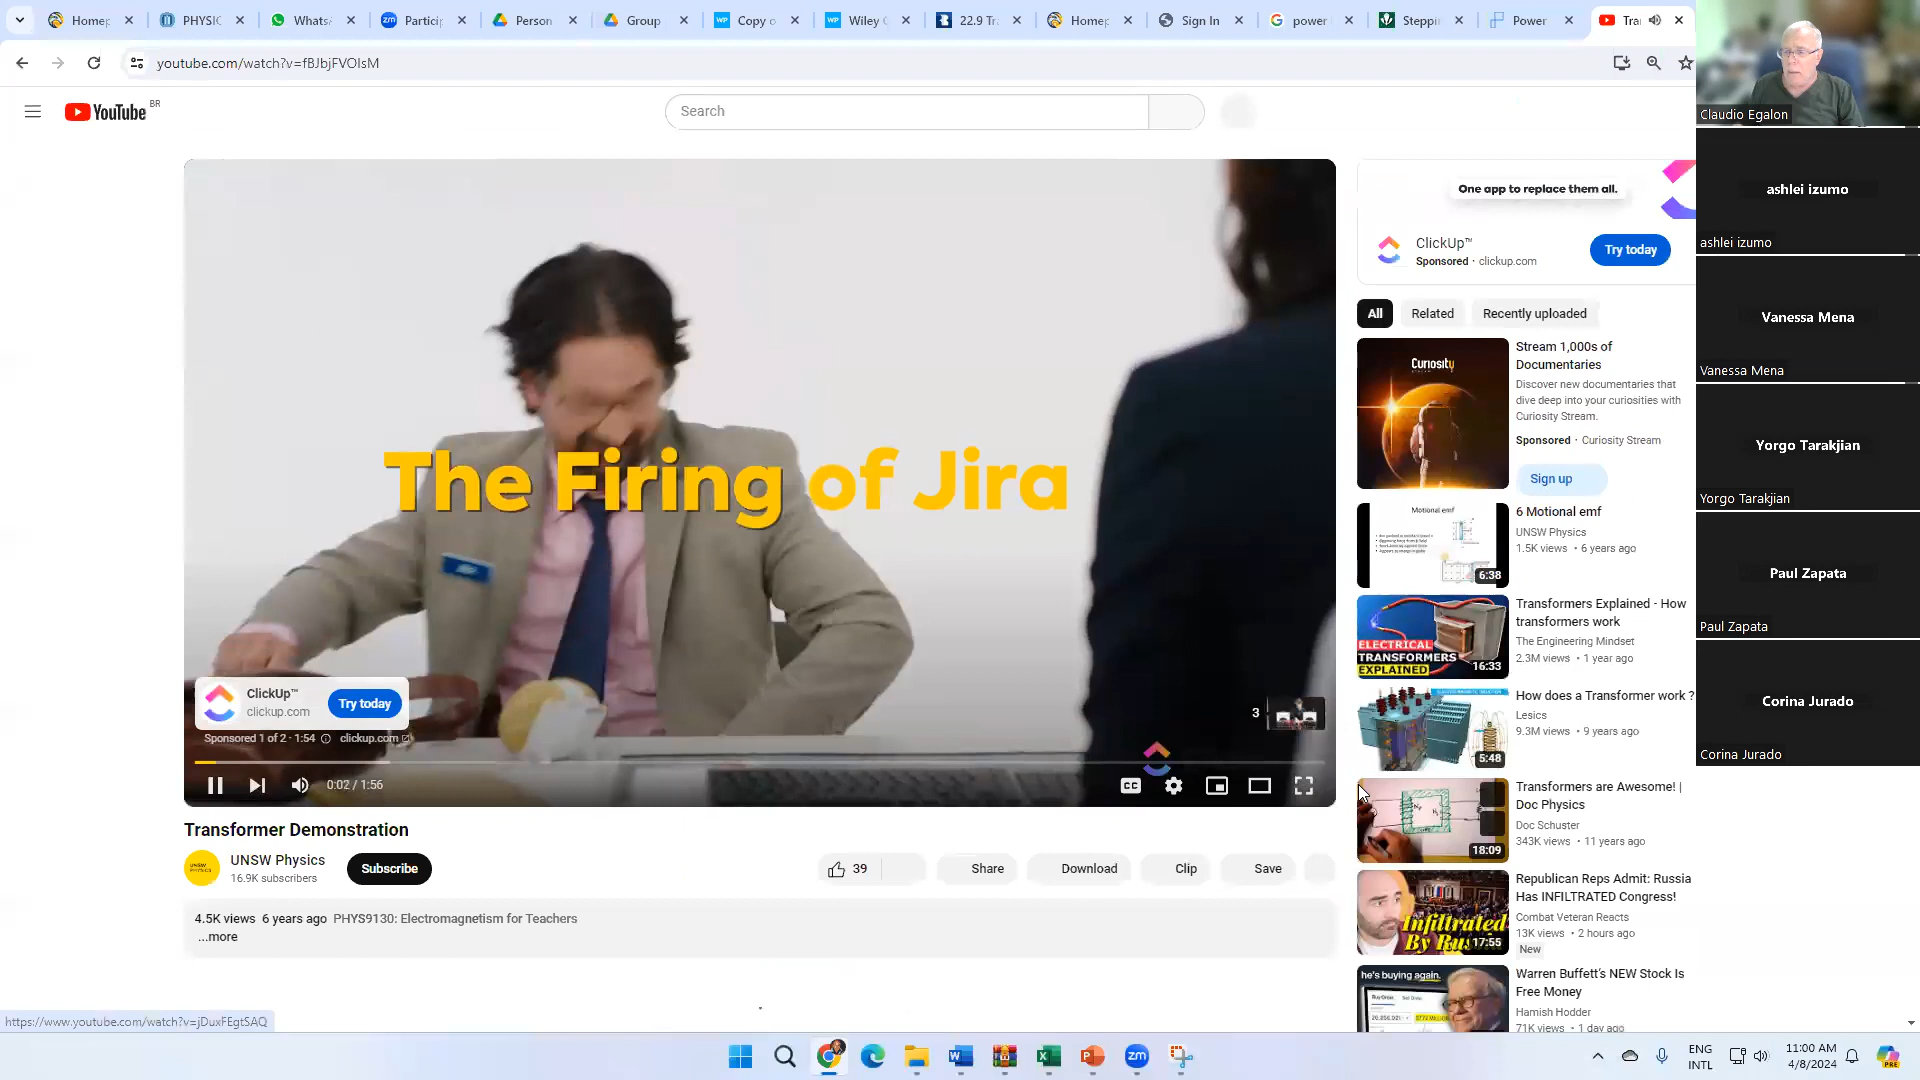 Homep
PHYSIC
WhatsA
Particip
Person
Group
Copy o
Wiley C
22.9 Tra
Homep
Sign In
power
Steppi
Power
Tra
youtube.com/watch?v=fBJbjFVOIsM
YouTube BR
Search
The Firing of Jira
ClickUp™
clickup.com
Try today
Sponsored 1 of 2 · 1:54
clickup.com
3
0:02 / 1:56
CC
Transformer Demonstration
UNSW Physics
16.9K subscribers
Subscribe
39
Share
Download
Clip
Save
4.5K views 6 years ago PHYS9130: Electromagnetism for Teachers
...more
One app to replace them all.
ClickUp™
Sponsored · clickup.com
Try today
All
Related
Recently uploaded
Curiosity
Stream 1,000s of
Documentaries
Discover new documentaries that
dive deep into your curiosities with
Curiosity Stream.
Sponsored · Curiosity Stream
Sign up
Motional emf
6:38
6 Motional emf
UNSW Physics
1.5K views • 6 years ago
ELECTRICAL
TRANSFORMERS
EXPLAINED
16:33
Transformers Explained - How
transformers work
The Engineering Mindset
2.3M views • 1 year ago
5:48
How does a Transformer work ?
Lesics
9.3M views • 9 years ago
18:09
Transformers are Awesome! |
Doc Physics
Doc Schuster
343K views • 11 years ago
Infiltrated
17:55
Republican Reps Admit: Russia
Has INFILTRATED Congress!
Combat Veteran Reacts
13K views • 2 hours ago
New
he's buying again.
Warren Buffett's NEW Stock Is
Free Money
Hamish Hodder
71K views • 1 day ago
Claudio Egalon
ashlei izumo
ashlei izumo
Vanessa Mena
Vanessa Mena
Yorgo Tarakjian
Yorgo Tarakjian
Paul Zapata
Paul Zapata
Corina Jurado
Corina Jurado
https://www.youtube.com/watch?v=jDuxFEgtSAQ
zm
ENG
INTL
11:00 AM
4/8/2024
PRE